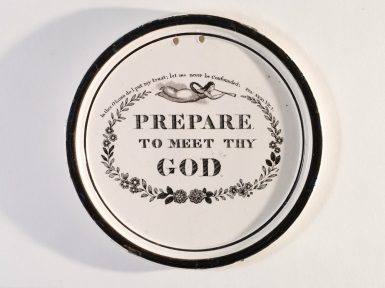 In thee O Lord do I put my trust; let me never be confounded;
PREPARE
TO MEET THY
GOD